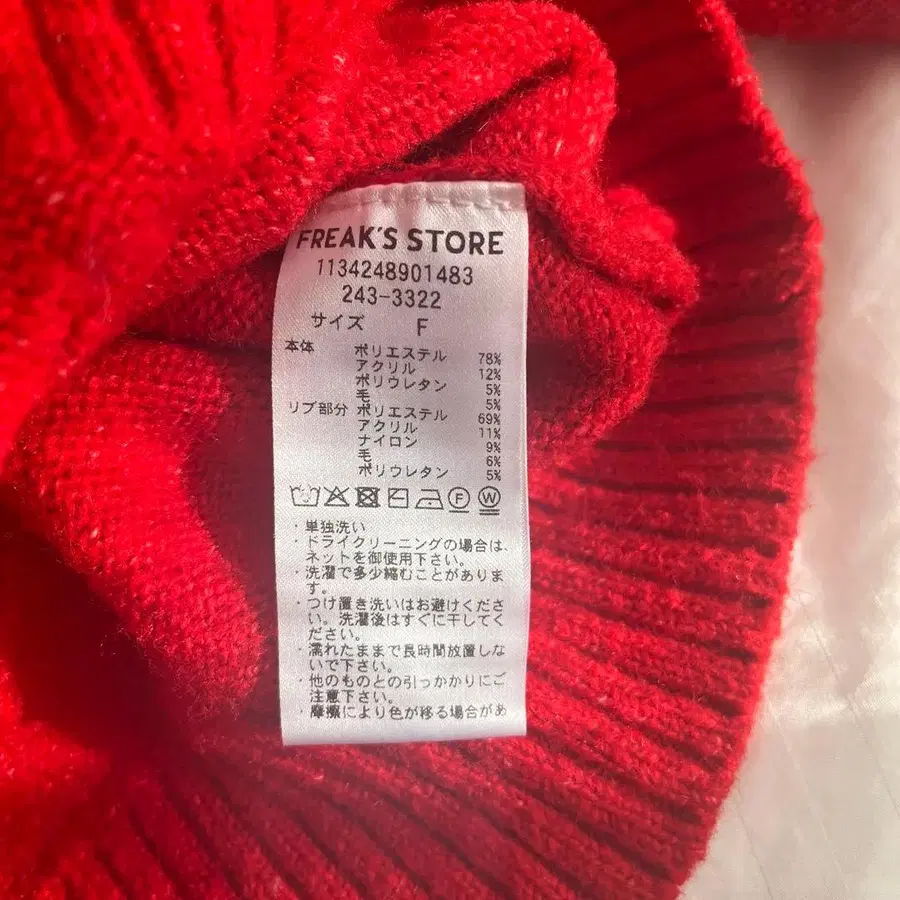 FREAK'S STORE
1134248901483
243-3322
サイズ F
本体 ポリエステル 78%
アクリル 12%
ポリウレタン 5%
毛 5%
リブ部分 ポリエステル 69%
アクリル 11%
ナイロン 9%
毛 6%
ポリウレタン 5%
F W
・単独洗い
・ドライクリーニングの場合は、
ネットを御使用下さい。
・洗濯で多少縮むことがありま
す。
・つけ置き洗いはお避けくださ
い。洗濯後はすぐに干してく
ださい。
・濡れたままで長時間放置しな
いで下さい。
・他のものとの引っかかりにご
注意下さい。
・摩擦により色が移る場合があ